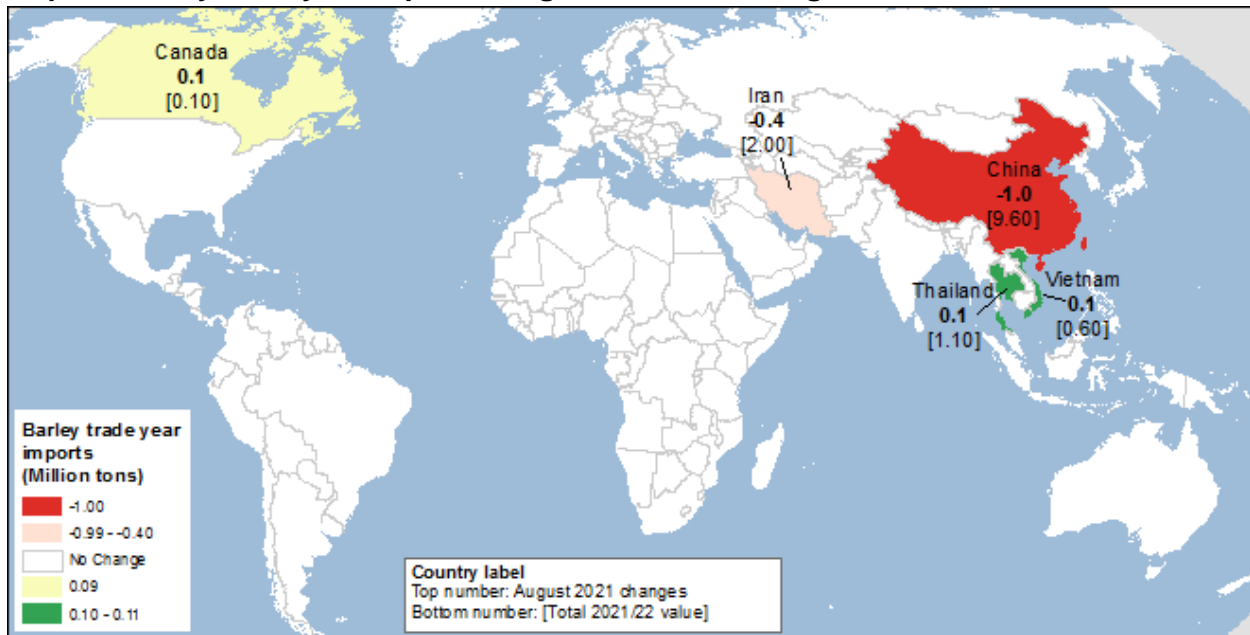 Canada
0.1
[0.10]
Iran
-0.4
[2.00]
China
-1.0
[9.60]
Thailand
0.1
[1.10]
Vietnam
0.1
[0.60]
Barley trade year
imports
(Million tons)
-1.00
-0.99 - -0.40
No Change
0.09
0.10 - 0.11
Country label
Top number: August 2021 changes
Bottom number: [Total 2021/22 value]